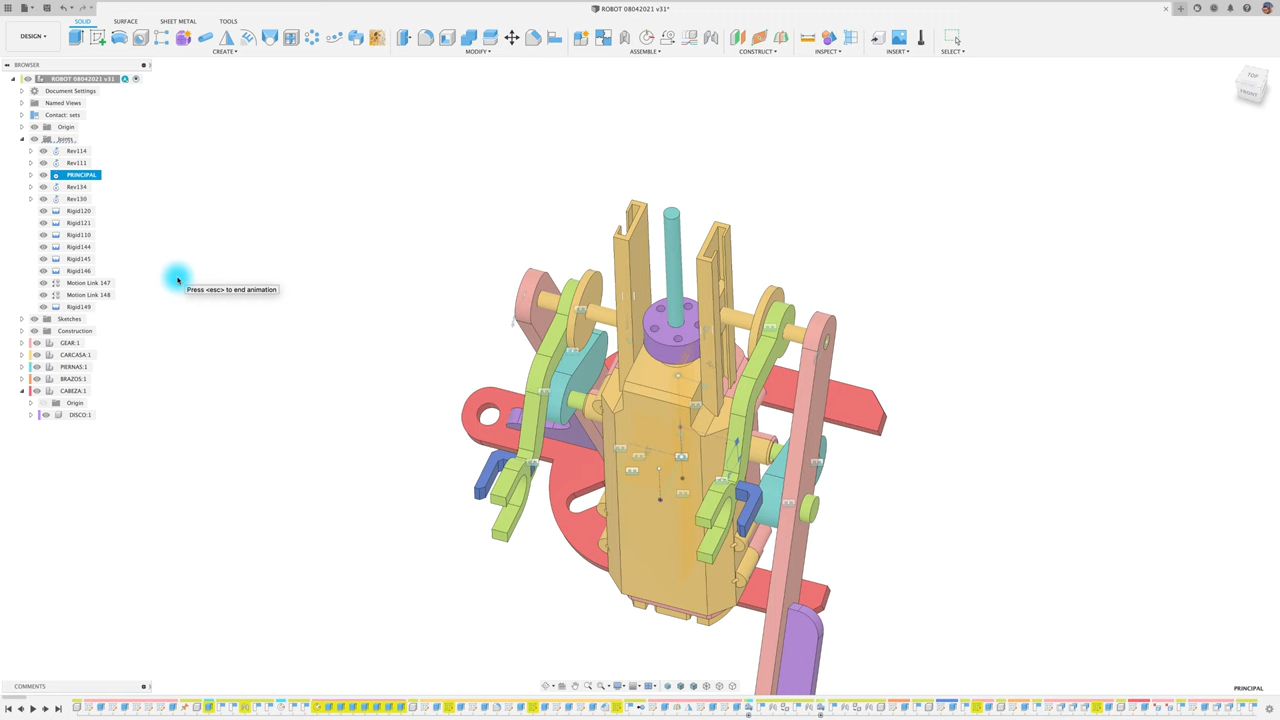 ROBOT 08042021 v31*
SOLID
SURFACE
SHEET METAL
TOOLS
DESIGN
CREATE
MODIFY
ASSEMBLE
CONSTRUCT
INSPECT
INSERT
SELECT
BROWSER
ROBOT 08042021 v31
Document Settings
Named Views
Contact: sets
Origin
Joints
Rev114
Rev111
PRINCIPAL
Rev134
Rev130
Rigid120
Rigid121
Rigid110
Rigid144
Rigid145
Rigid146
Motion Link 147
Motion Link 148
Rigid149
Sketches
Construction
GEAR:1
CARCASA:1
PIERNAS:1
BRAZOS:1
CABEZA:1
Origin
DISCO:1
Press <esc> to end animation
TOP
FRONT
COMMENTS
PRINCIPAL